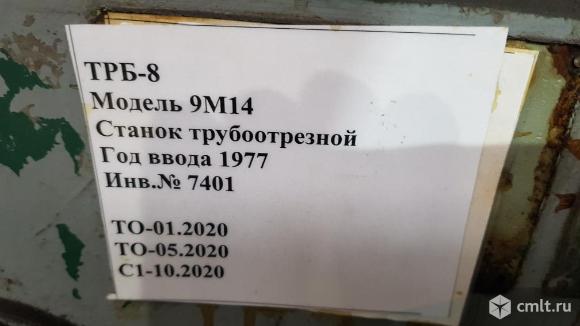 ТРБ-8
Модель 9М14
Станок трубоотрезной
Год ввода 1977
Инв.№ 7401
ТО-01.2020
ТО-05.2020
С1-10.2020
cmlt.ru